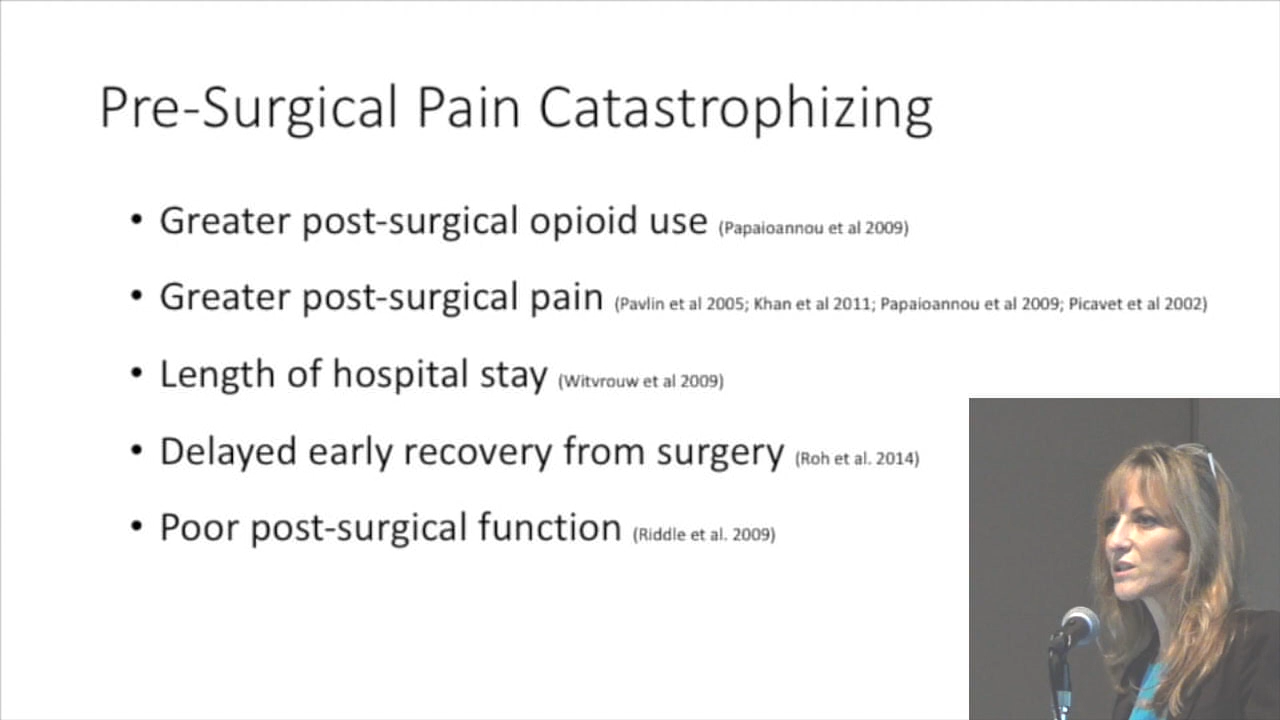 Pre-Surgical Pain Catastrophizing
• Greater post-surgical opioid use (Papaioannou et al 2009)
• Greater post-surgical pain (Pavlin et al 2005; Khan et al 2011; Papaioannou et al 2009; Picavet et al 2002)
• Length of hospital stay (Witvrouw et al 2009)
• Delayed early recovery from surgery (Roh et al. 2014)
• Poor post-surgical function (Riddle et al. 2009)